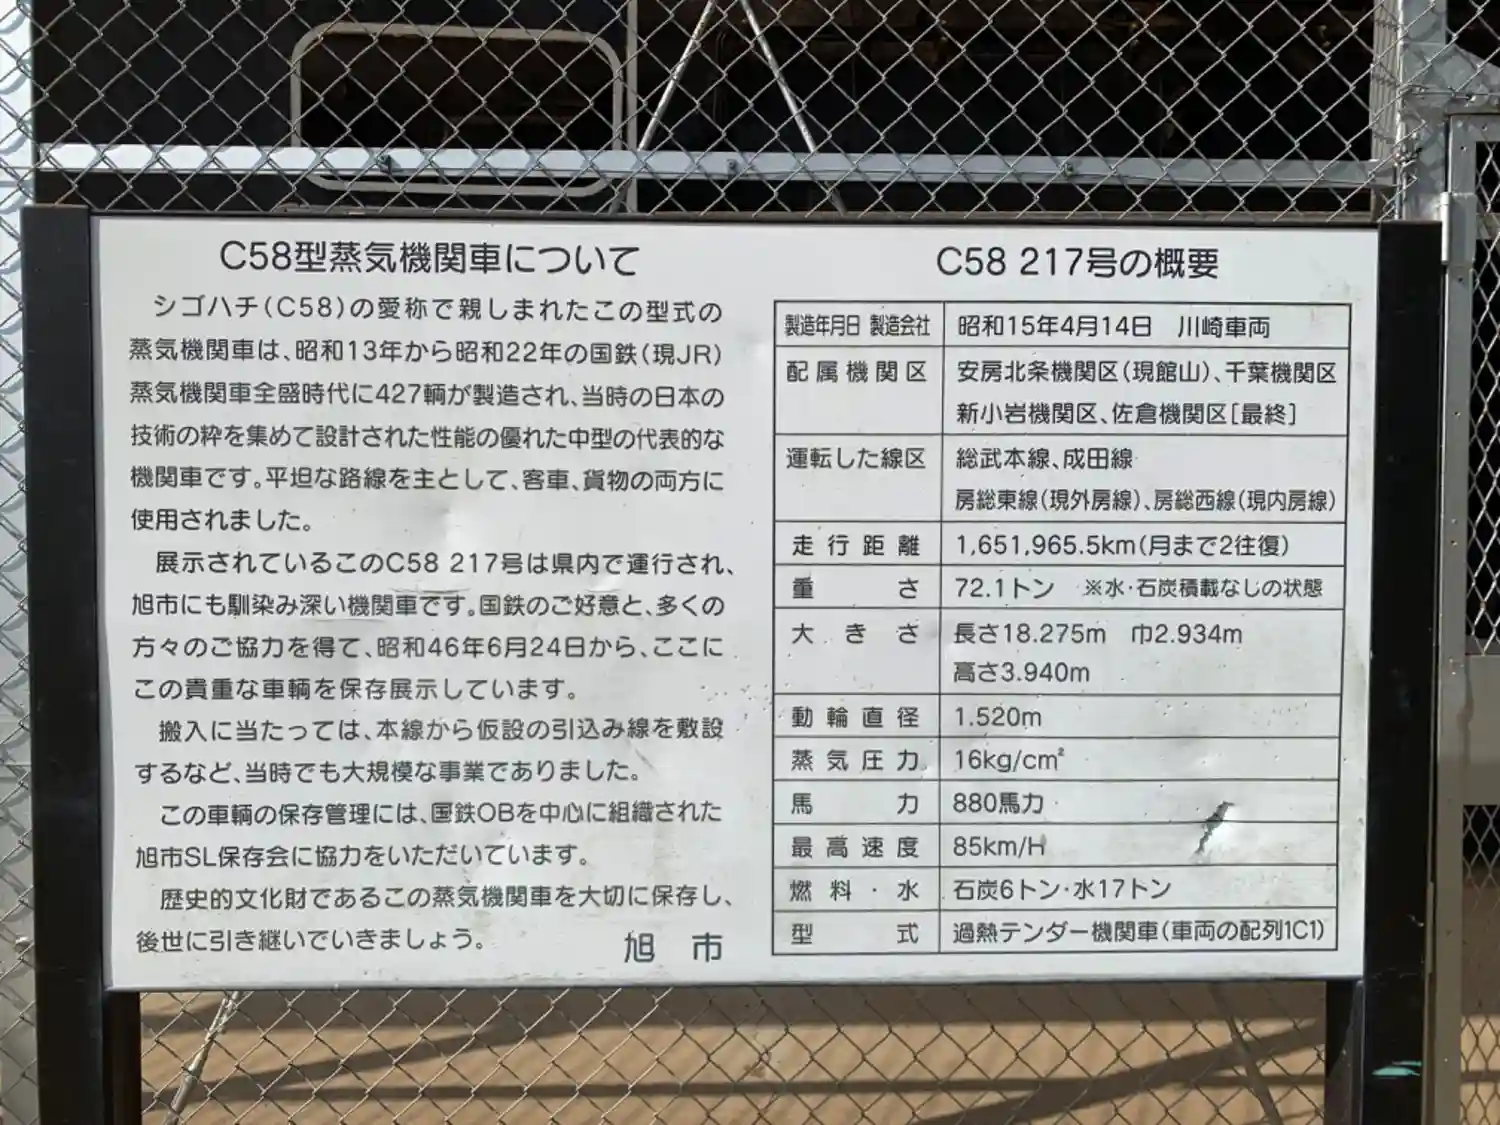 C58型蒸気機関車について
シゴハチ(C58)の愛称で親しまれたこの型式の
蒸気機関車は、昭和13年から昭和22年の国鉄(現JR)
蒸気機関車全盛時代に427輌が製造され、当時の日本の
技術の粋を集めて設計された性能の優れた中型の代表的な
機関車です。平坦な路線を主として、客車、貨物の両方に
使用されました。
展示されているこのC58 217号は県内で運行され、
旭市にも馴染み深い機関車です。国鉄のご好意と、多くの
方々のご協力を得て、昭和46年6月24日から、ここに
この貴重な車輌を保存展示しています。
搬入に当たっては、本線から仮設の引込み線を敷設
するなど、当時でも大規模な事業でありました。
この車輌の保存管理には、国鉄OBを中心に組織された
旭市SL保存会に協力をいただいています。
歴史的文化財であるこの蒸気機関車を大切に保存し、
後世に引き継いでいきましょう。
旭 市
C58 217号の概要
製造年月日 製造会社 昭和15年4月14日 川崎車両
配属機関区 安房北条機関区(現館山)、千葉機関区
新小岩機関区、佐倉機関区[最終]
運転した線区 総武本線、成田線
房総東線(現外房線)、房総西線(現内房線)
走行距離 1,651,965.5km(月まで2往復)
重さ 72.1トン ※水・石炭積載なしの状態
大きさ 長さ18.275m 巾2.934m
高さ3.940m
動輪直径 1.520m
蒸気圧力 16kg/cm²
馬力 880馬力
最高速度 85km/H
燃料・水 石炭6トン・水17トン
型式 過熱テンダー機関車(車両の配列1C1)